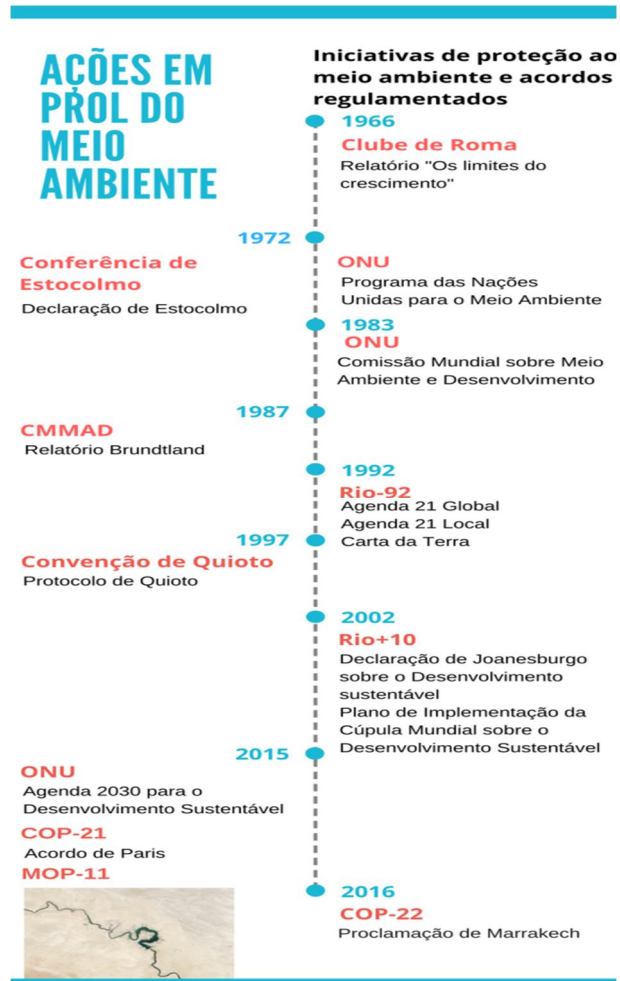 AÇÕES EM
PROL DO
MEIO
AMBIENTE
Iniciativas de proteção ao
meio ambiente e acordos
regulamentados
1966
Clube de Roma
Relatório "Os limites do
crescimento"
1972
Conferência de
Estocolmo
Declaração de Estocolmo
ONU
Programa das Nações
Unidas para o Meio Ambiente
1983
ONU
Comissão Mundial sobre Meio
Ambiente e Desenvolvimento
1987
CMMAD
Relatório Brundtland
1992
Rio-92
Agenda 21 Global
Agenda 21 Local
Carta da Terra
1997
Convenção de Quioto
Protocolo de Quioto
2002
Rio+10
Declaração de Joanesburgo
sobre o Desenvolvimento
sustentável
Plano de Implementação da
Cúpula Mundial sobre o
Desenvolvimento Sustentável
2015
ONU
Agenda 2030 para o
Desenvolvimento Sustentável
COP-21
Acordo de Paris
MOP-11
2016
COP-22
Proclamação de Marrakech